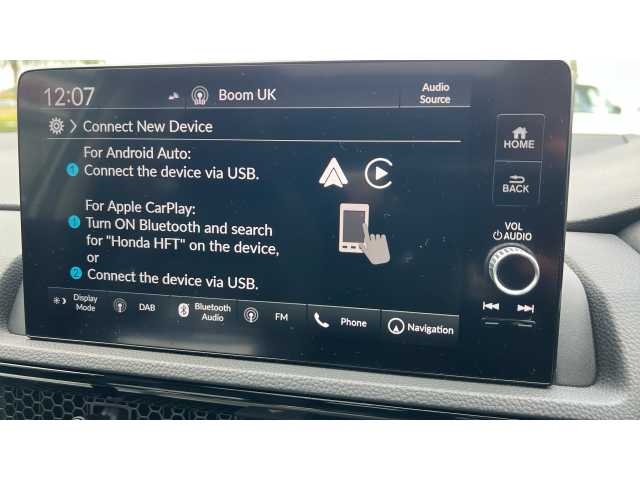 12:07
DAB
Boom UK
Audio
Source
Connect New Device
For Android Auto:
1 Connect the device via USB.
For Apple CarPlay:
1 Turn ON Bluetooth and search
for "Honda HFT" on the device,
or
2 Connect the device via USB.
Display
Mode
DAB
Bluetooth
Audio
FM
Phone
Navigation
HOME
BACK
VOL
AUDIO